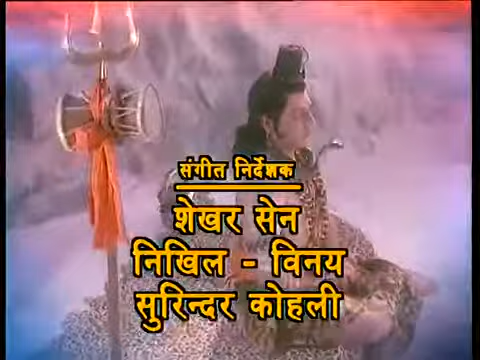 संगीत निर्देशक
शेखर सेन
निखिल - विनय
सुरिन्दर कोहली